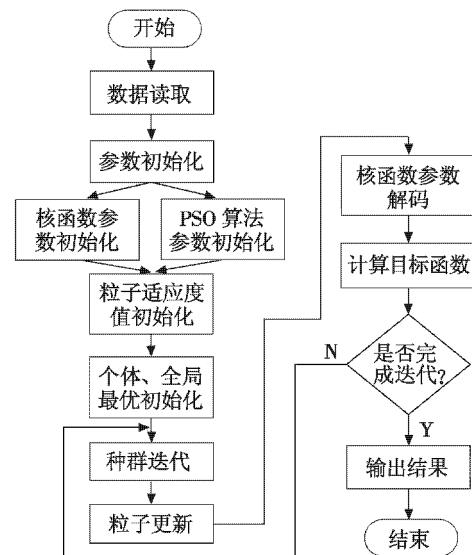 开始
数据读取
参数初始化
核函数参
数初始化
PSO 算法
参数初始化
粒子适应度
值初始化
个体、全局
最优初始化
种群迭代
粒子更新
核函数参数
解码
计算目标函数
是否完
成迭代?
N
Y
输出结果
结束